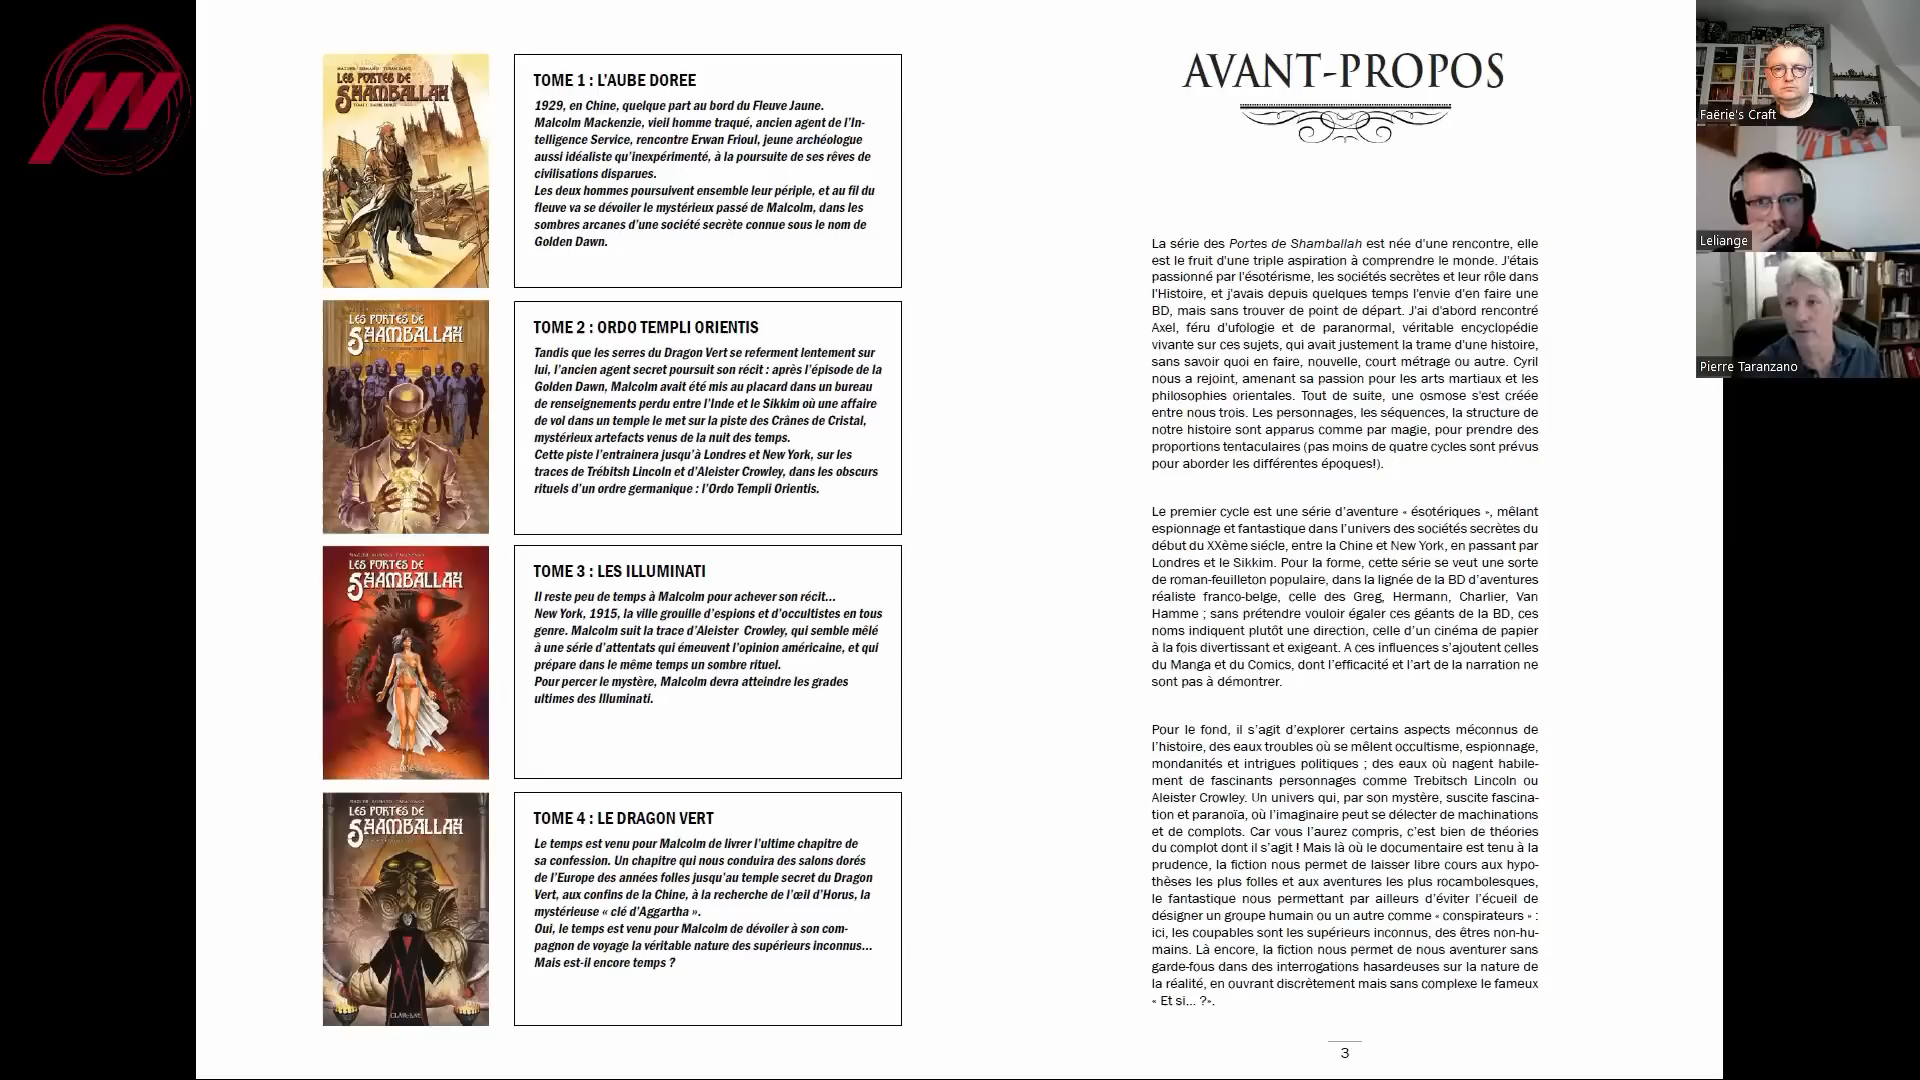 LES PORTES DE
SHAMBALLAH
TOME 1 : L'AUBE DOREE
1929, en Chine, quelque part au bord du Fleuve Jaune.
Malcolm Mackenzie, vieil homme traqué, ancien agent de l'In-
telligence Service, rencontre Erwan Frioul, jeune archéologue
aussi idéaliste qu'inexpérimenté, à la poursuite de ses rêves de
civilisations disparues.
Les deux hommes poursuivent ensemble leur périple, et au fil du
fleuve va se dévoiler le mystérieux passé de Malcolm, dans les
sombres arcanes d'une société secrète connue sous le nom de
Golden Dawn.
LES PORTES DE
SHAMBALLAH
TOME 2 : ORDO TEMPLI ORIENTIS
Tandis que les serres du Dragon Vert se referment lentement sur
lui, l'ancien agent secret poursuit son récit : après l'épisode de la
Golden Dawn, Malcolm avait été mis au placard dans un bureau
de renseignements perdu entre l'Inde et le Sikkim où une affaire
de vol dans un temple le met sur la piste des Crânes de Cristal,
mystérieux artefacts venus de la nuit des temps.
Cette piste l'entrainera jusqu'à Londres et New York, sur les
traces de Trébitsh Lincoln et d'Aleister Crowley, dans les obscurs
rituels d'un ordre germanique : l'Ordo Templi Orientis.
LES PORTES DE
SHAMBALLAH
TOME 3 : LES ILLUMINATI
Il reste peu de temps à Malcolm pour achever son récit...
New York, 1915, la ville grouille d'espions et d'occultistes en tous
genre. Malcolm suit la trace d'Aleister Crowley, qui semble mêlé
à une série d'attentats qui émeuvent l'opinion américaine, et qui
prépare dans le même temps un sombre rituel.
Pour percer le mystère, Malcolm devra atteindre les grades
ultimes des Illuminati.
LES PORTES DE
SHAMBALLAH
CLAIR-DE-LUNE
TOME 4 : LE DRAGON VERT
Le temps est venu pour Malcolm de livrer l'ultime chapitre de
sa confession. Un chapitre qui nous conduira des salons dorés
de l'Europe des années folles jusqu'au temple secret du Dragon
Vert, aux confins de la Chine, à la recherche de l'œil d'Horus, la
mystérieuse « clé d'Aggartha ».
Oui, le temps est venu pour Malcolm de dévoiler à son com-
pagnon de voyage la véritable nature des supérieurs inconnus...
Mais est-il encore temps ?
AVANT-PROPOS
La série des Portes de Shamballah est née d'une rencontre, elle
est le fruit d'une triple aspiration à comprendre le monde. J'étais
passionné par l'ésotérisme, les sociétés secrètes et leur rôle dans
l'Histoire, et j'avais depuis quelques temps l'envie d'en faire une
BD, mais sans trouver de point de départ. J'ai d'abord rencontré
Axel, féru d'ufologie et de paranormal, véritable encyclopédie
vivante sur ces sujets, qui avait justement la trame d'une histoire,
sans savoir quoi en faire, nouvelle, court métrage ou autre. Cyril
nous a rejoint, amenant sa passion pour les arts martiaux et les
philosophies orientales. Tout de suite, une osmose s'est créée
entre nous trois. Les personnages, les séquences, la structure de
notre histoire sont apparus comme par magie, pour prendre des
proportions tentaculaires (pas moins de quatre cycles sont prévus
pour aborder les différentes époques!).
Le premier cycle est une série d'aventure « ésotériques », mêlant
espionnage et fantastique dans l'univers des sociétés secrètes du
début du XXème siécle, entre la Chine et New York, en passant par
Londres et le Sikkim. Pour la forme, cette série se veut une sorte
de roman-feuilleton populaire, dans la lignée de la BD d'aventures
réaliste franco-belge, celle des Greg, Hermann, Charlier, Van
Hamme ; sans prétendre vouloir égaler ces géants de la BD, ces
noms indiquent plutôt une direction, celle d'un cinéma de papier
à la fois divertissant et exigeant. A ces influences s'ajoutent celles
du Manga et du Comics, dont l'efficacité et l'art de la narration ne
sont pas à démontrer.
Pour le fond, il s'agit d'explorer certains aspects méconnus de
l'histoire, des eaux troubles où se mêlent occultisme, espionnage,
mondanités et intrigues politiques ; des eaux où nagent habile-
ment de fascinants personnages comme Trebitsch Lincoln ou
Aleister Crowley. Un univers qui, par son mystère, suscite fascina-
tion et paranoïa, où l'imaginaire peut se délecter de machinations
et de complots. Car vous l'aurez compris, c'est bien de théories
du complot dont il s'agit ! Mais là où le documentaire est tenu à la
prudence, la fiction nous permet de laisser libre cours aux hypo-
thèses les plus folles et aux aventures les plus rocambolesques,
le fantastique nous permettant par ailleurs d'éviter l'écueil de
désigner un groupe humain ou un autre comme « conspirateurs » :
ici, les coupables sont les supérieurs inconnus, des êtres non-hu-
mains. Là encore, la fiction nous permet de nous aventurer sans
garde-fous dans des interrogations hasardeuses sur la nature de
la réalité, en ouvrant discrètement mais sans complexe le fameux
« Et si... ?».
3
Faërie's Craft
Leliange
Pierre Taranzano